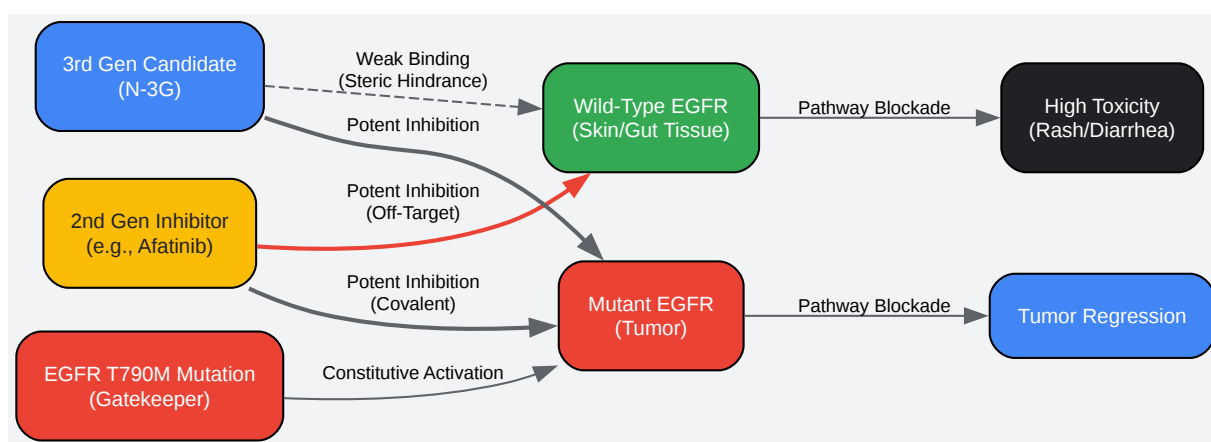 3rd Gen Candidate
(N-3G)
Weak Binding
(Steric Hindrance)
Potent Inhibition
Wild-Type EGFR
(Skin/Gut Tissue)
Pathway Blockade
High Toxicity
(Rash/Diarrhea)
2nd Gen Inhibitor
(e.g., Afatinib)
Potent Inhibition
(Off-Target)
Potent Inhibition
(Covalent)
Mutant EGFR
(Tumor)
Pathway Blockade
Tumor Regression
EGFR T790M Mutation
(Gatekeeper)
Constitutive Activation